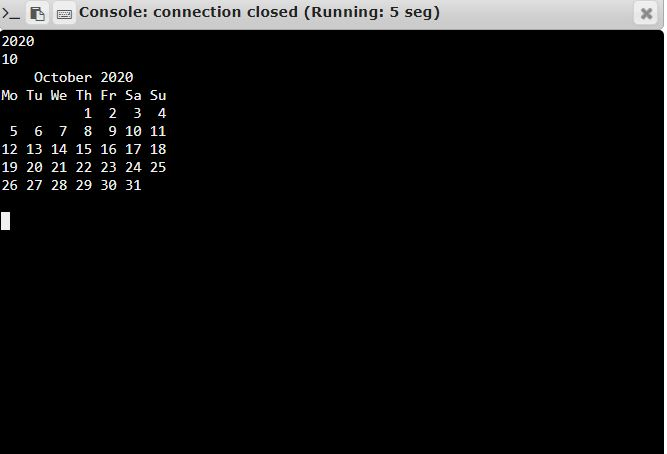 Console: connection closed (Running: 5 seg)
2020
10
    October 2020
Mo Tu We Th Fr Sa Su
          1  2  3  4
 5  6  7  8  9 10 11
12 13 14 15 16 17 18
19 20 21 22 23 24 25
26 27 28 29 30 31